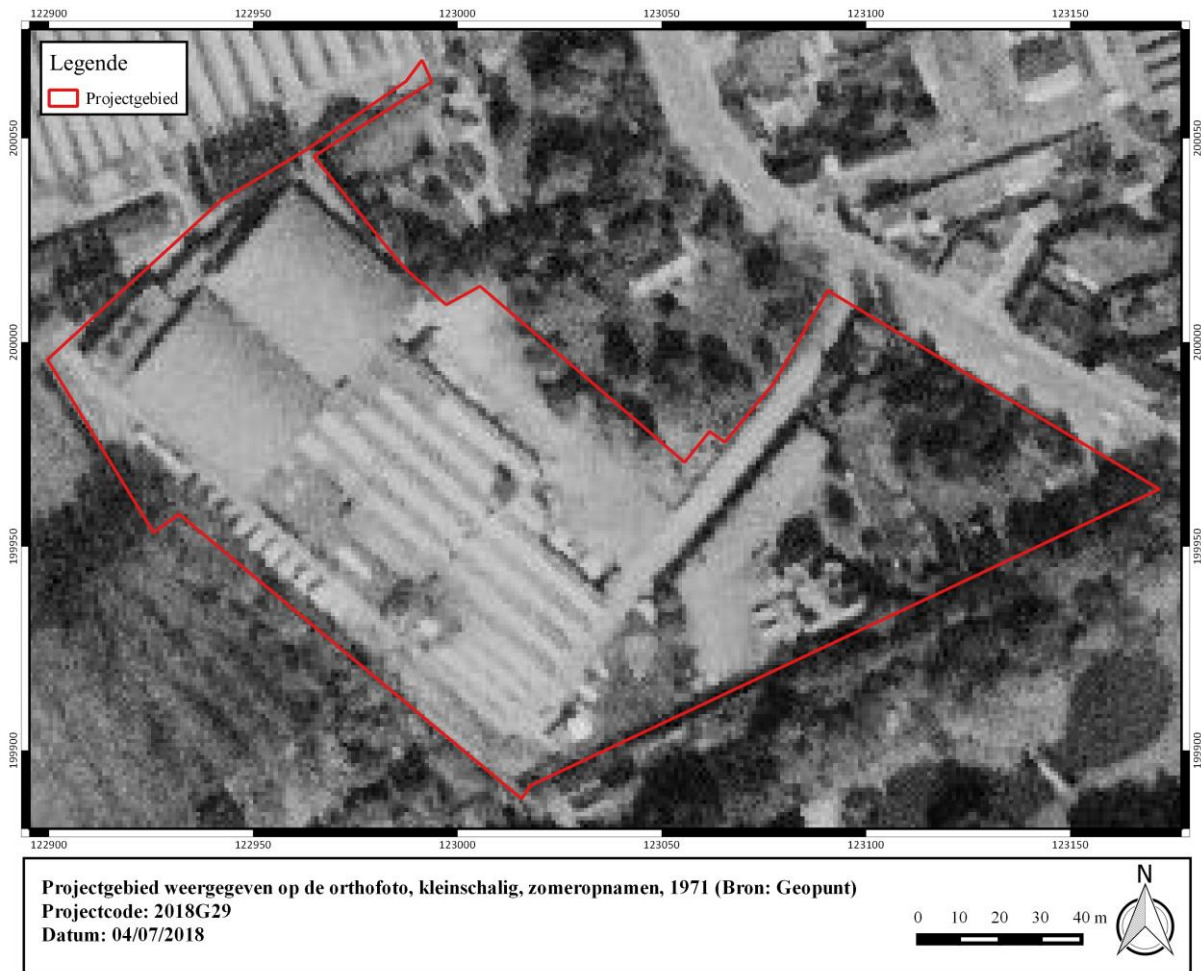 122900 122950 123000 123050 123100 123150
Legende
Projectgebied
200050 200050
200000 200000
199950 199950
199900 199900
122900 122950 123000 123050 123100 123150
Projectgebied weergegeven op de orthofoto, kleinschalig, zomeropnamen, 1971 (Bron: Geopunt)
Projectcode: 2018G29
Datum: 04/07/2018
0 10 20 30 40 m
N